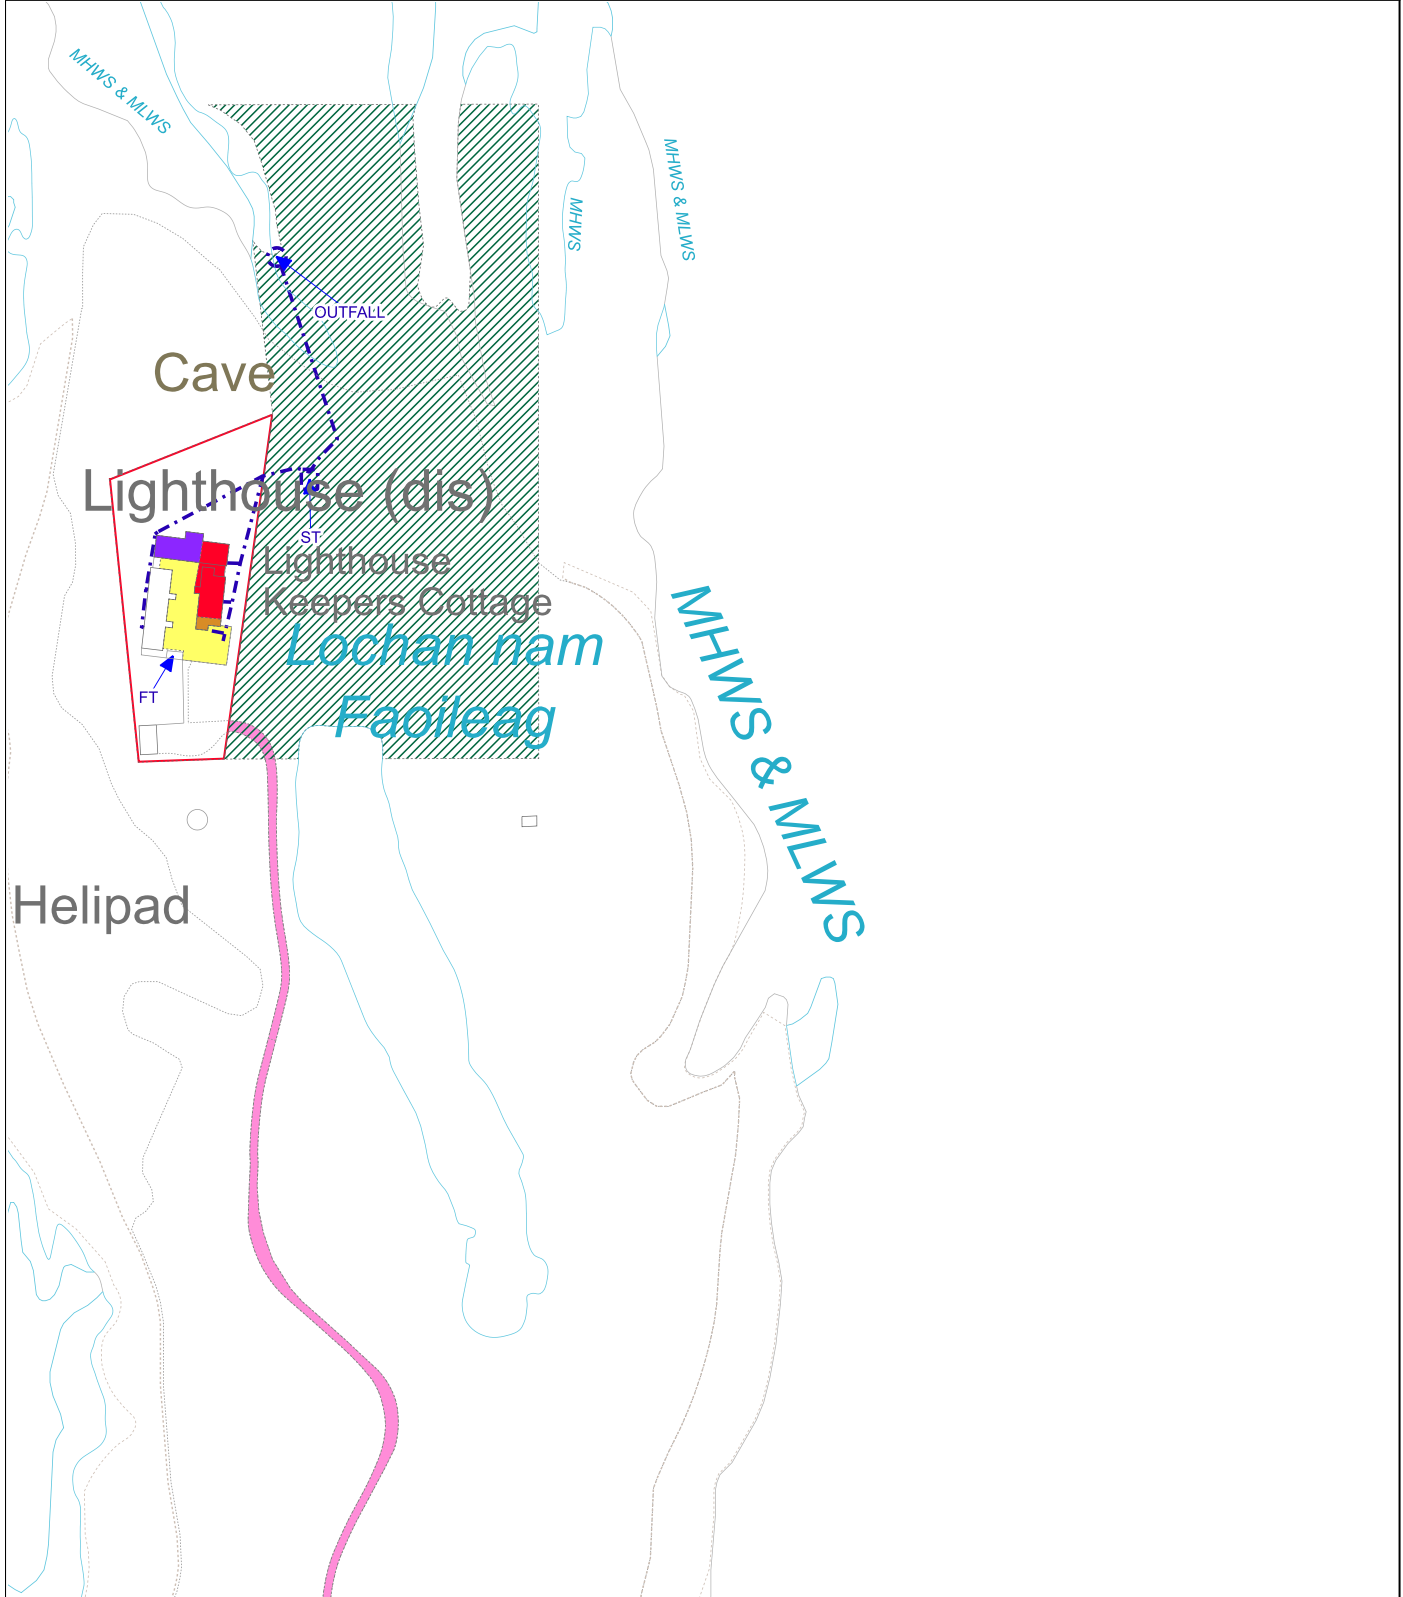 MHWS & MLWS
MHWS & MLWS
MHWS
OUTFALL
Cave
Lighthouse (dis)
ST
Lighthouse
Keepers Cottage
Lochan nam
Faoileag
MHWS & MLWS
FT
Helipad